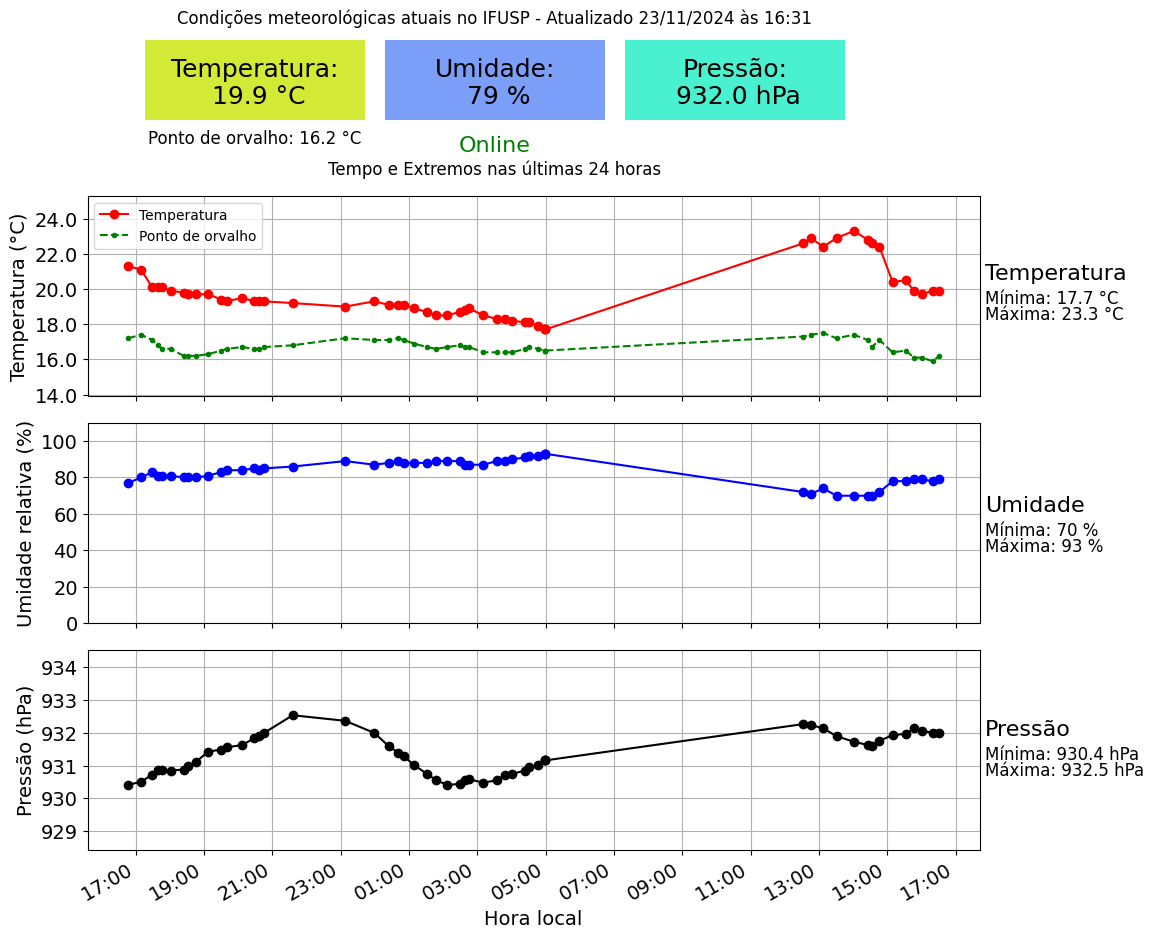 Condições meteorológicas atuais no IFUSP - Atualizado 23/11/2024 às 16:31
Temperatura:
19.9 °C
Umidade:
79 %
Pressão:
932.0 hPa
Ponto de orvalho: 16.2 °C
Online
Tempo e Extremos nas últimas 24 horas
Temperatura (°C)
24.0
22.0
20.0
18.0
16.0
14.0
Temperatura
Ponto de orvalho
Temperatura
Mínima: 17.7 °C
Máxima: 23.3 °C
Umidade relativa (%)
100
80
60
40
20
0
Umidade
Mínima: 70 %
Máxima: 93 %
Pressão (hPa)
934
933
932
931
930
929
Pressão
Mínima: 930.4 hPa
Máxima: 932.5 hPa
17:00 19:00 21:00 23:00 01:00 03:00 05:00 07:00 09:00 11:00 13:00 15:00 17:00
Hora local